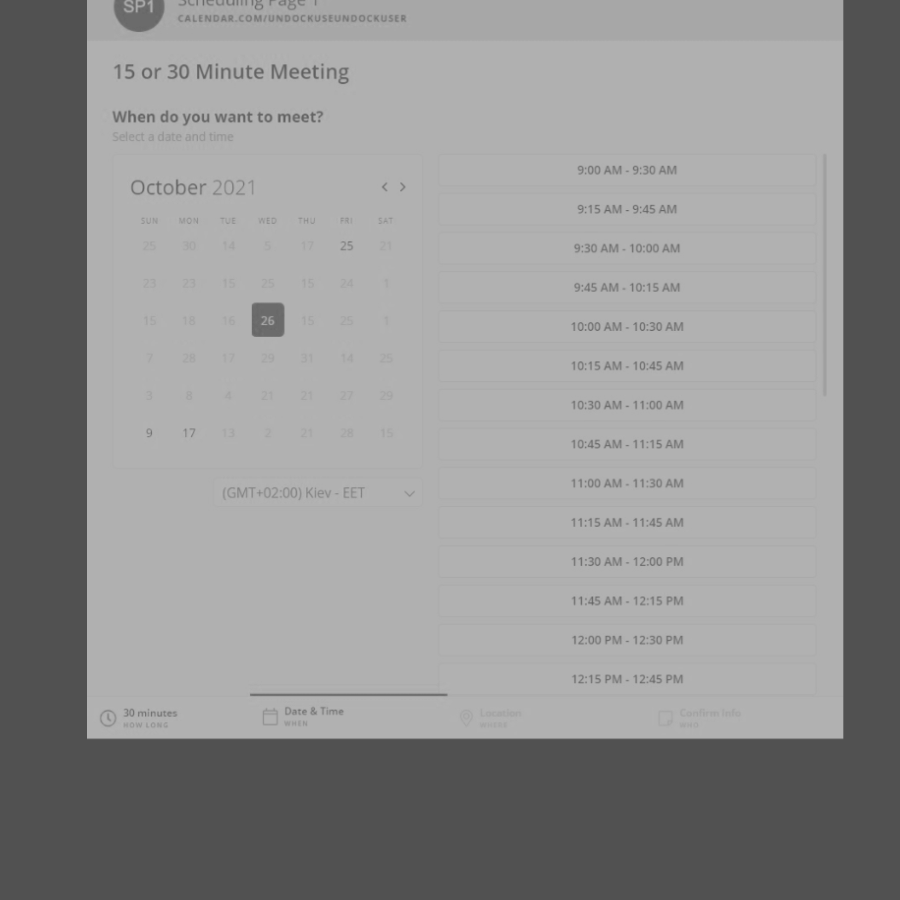 SP1
Scheduling Page 1
CALENDAR.COM/UNDOCKUSEUNDOCKUSER
15 or 30 Minute Meeting
When do you want to meet?
Select a date and time
October 2021
SUN MON TUE WED THU FRI SAT
25 30 14 5 17 25 21
23 23 15 25 15 24 1
15 18 16 26 15 25 1
7 28 17 29 31 14 25
3 8 4 21 21 27 29
9 17 13 2 21 28 15
(GMT+02:00) Kiev - EET
9:00 AM - 9:30 AM
9:15 AM - 9:45 AM
9:30 AM - 10:00 AM
9:45 AM - 10:15 AM
10:00 AM - 10:30 AM
10:15 AM - 10:45 AM
10:30 AM - 11:00 AM
10:45 AM - 11:15 AM
11:00 AM - 11:30 AM
11:15 AM - 11:45 AM
11:30 AM - 12:00 PM
11:45 AM - 12:15 PM
12:00 PM - 12:30 PM
12:15 PM - 12:45 PM
30 minutes
HOW LONG
Date & Time
WHEN
Location
WHERE
Confirm Info
WHO